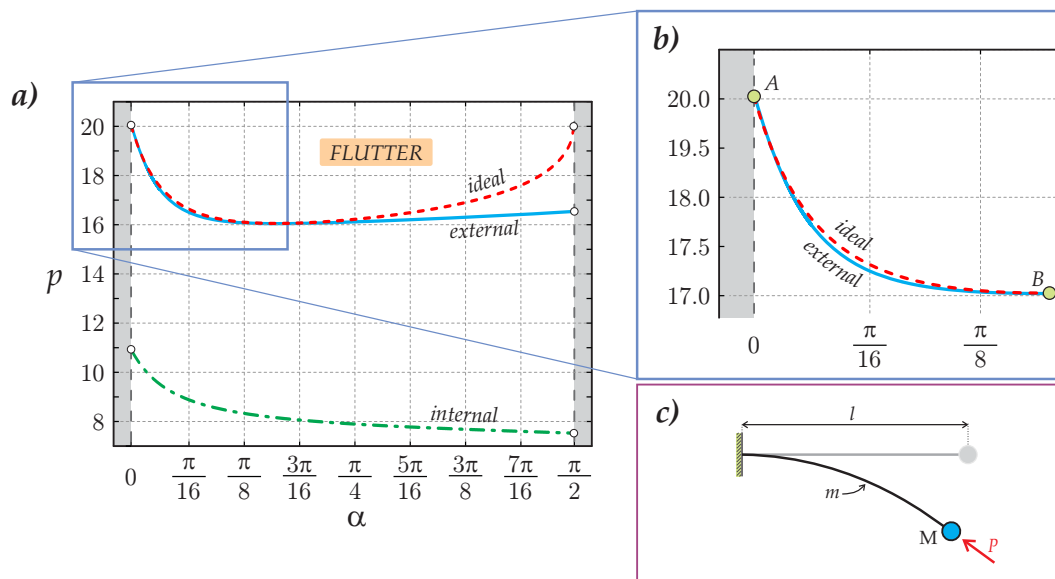 a)
p
20
18
16
14
12
11
10
8
FLUTTER
ideal
external
internal
0
π/16
π/8
3π/16
π/4
5π/16
3π/8
7π/16
π/2
α
b)
20.0
19.5
18.0
17.5
17.0
A
ideal
external
B
0
π/16
π/8
c)
l
m
M
p